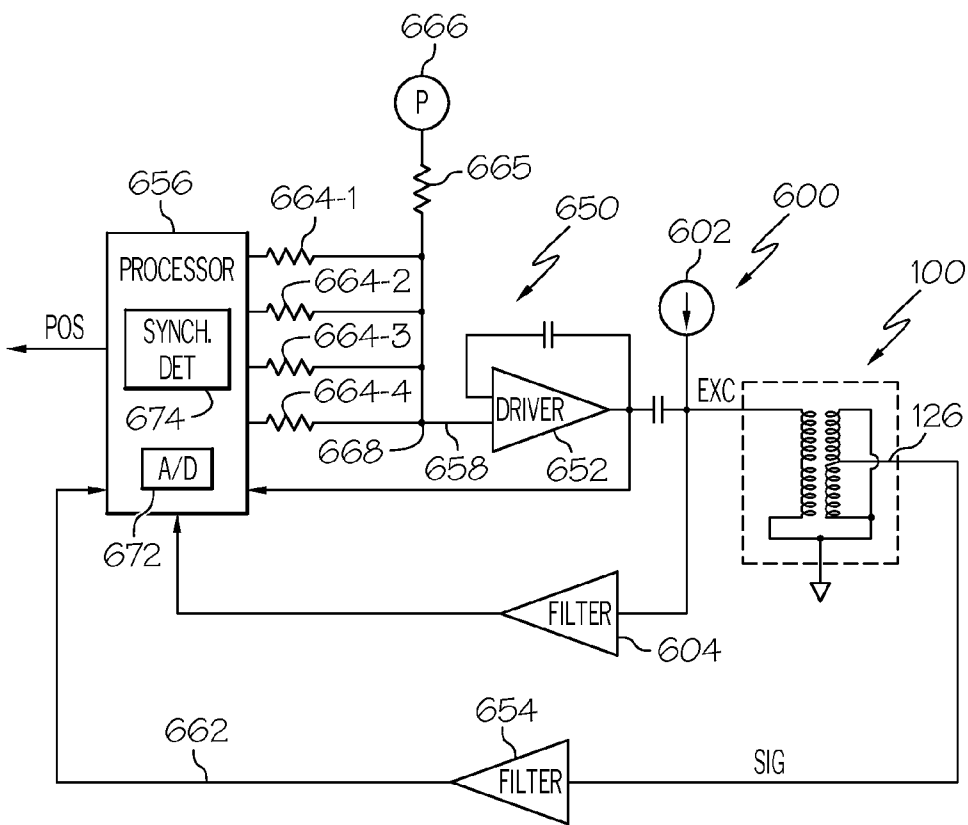 666
P
665
656
664-1
650
600
602
PROCESSOR
664-2
100
POS
SYNCH.
DET
664-3
EXC
674
664-4
DRIVER
126
668
658
652
A/D
672
FILTER
604
654
662
FILTER
SIG